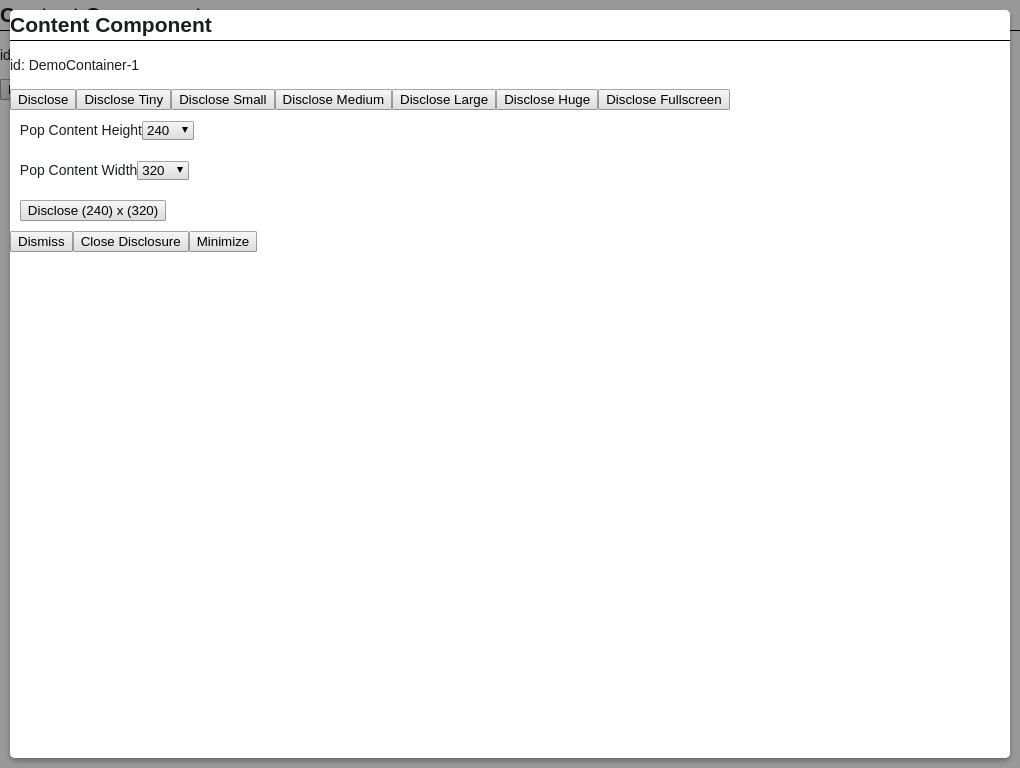 Content Component
id: DemoContainer-1
Disclose Disclose Tiny Disclose Small Disclose Medium Disclose Large Disclose Huge Disclose Fullscreen
Pop Content Height 240
Pop Content Width 320
Disclose (240) x (320)
Dismiss Close Disclosure Minimize